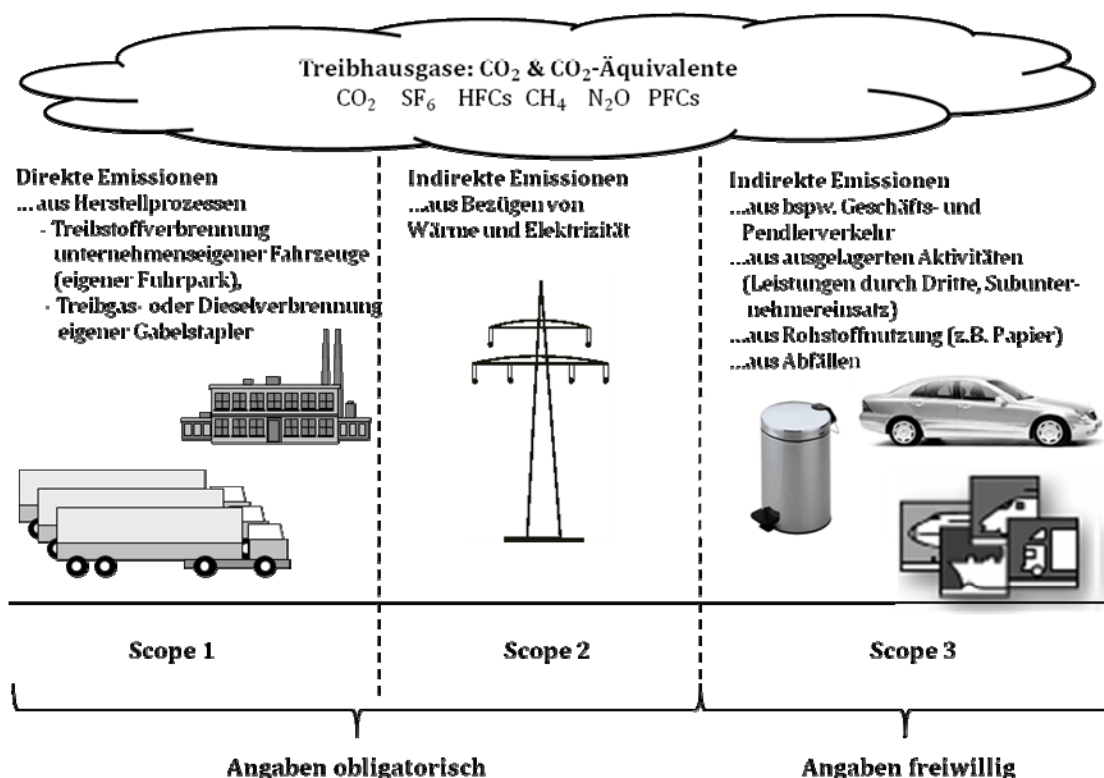 Treibhausgase: CO₂ & CO₂-Äquivalente
CO₂ SF₆ HFCs CH₄ N₂O PFCs
Direkte Emissionen
...aus Herstellprozessen
- Treibstoffverbrennung
unternehmenseigener Fahrzeuge
(eigener Fuhrpark),
- Treibgas- oder Dieselverbrennung
eigener Gabelstapler
Indirekte Emissionen
...aus Bezügen von
Wärme und Elektrizität
Indirekte Emissionen
...aus bspw. Geschäfts- und
Pendlerverkehr
...aus ausgelagerten Aktivitäten
(Leistungen durch Dritte, Subunter-
nehmereinsatz)
...aus Rohstoffnutzung (z.B. Papier)
...aus Abfällen
Scope 1
Scope 2
Scope 3
Angaben obligatorisch
Angaben freiwillig